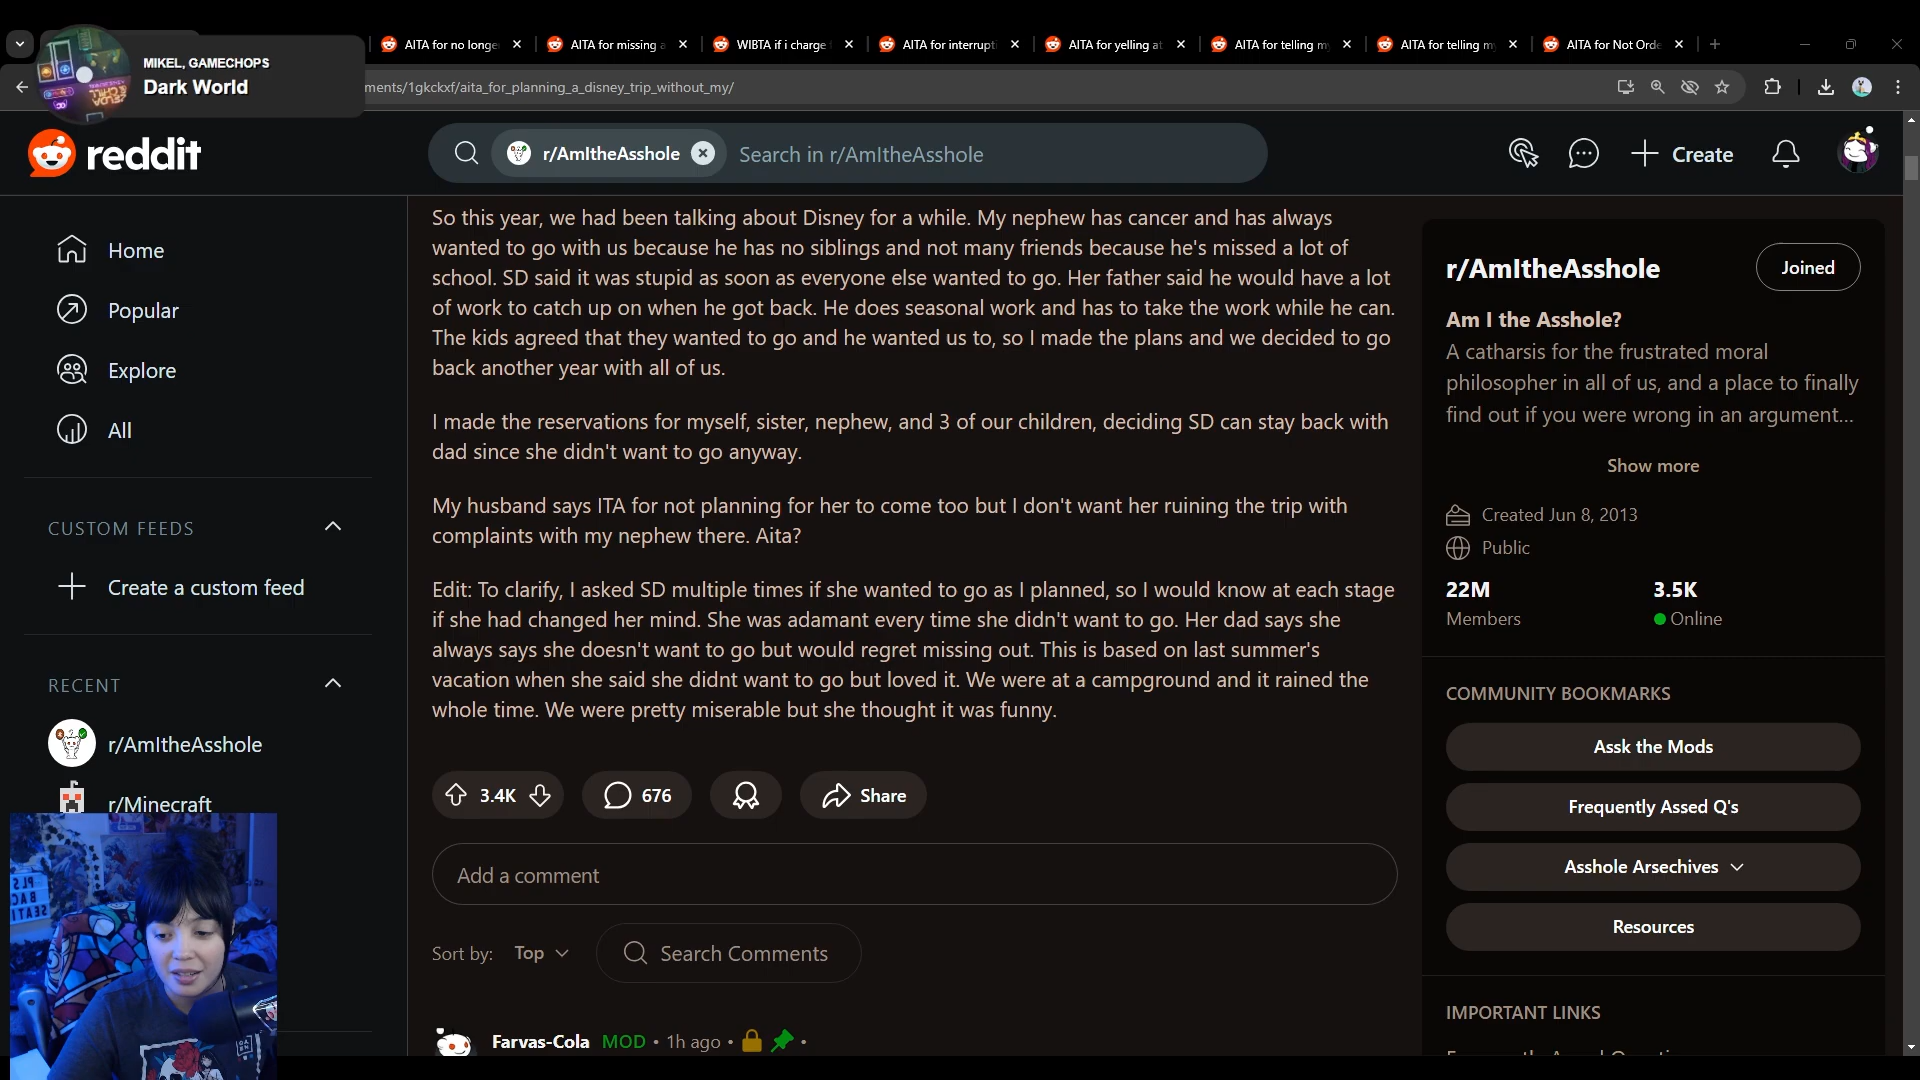 MIKEL, GAMECHOPS
Dark World
AITA for no longe
AITA for missing a
WIBTA if i charge
AITA for interrupti
AITA for yelling at
AITA for telling my
AITA for telling my
AITA for Not Orde
ments/1gkckxf/aita_for_planning_a_disney_trip_without_my/
reddit
r/AmItheAsshole
Search in r/AmItheAsshole
Create
Home
Popular
Explore
All
CUSTOM FEEDS
Create a custom feed
RECENT
r/AmItheAsshole
r/Minecraft
So this year, we had been talking about Disney for a while. My nephew has cancer and has always
wanted to go with us because he has no siblings and not many friends because he's missed a lot of
school. SD said it was stupid as soon as everyone else wanted to go. Her father said he would have a lot
of work to catch up on when he got back. He does seasonal work and has to take the work while he can.
The kids agreed that they wanted to go and he wanted us to, so I made the plans and we decided to go
back another year with all of us.
I made the reservations for myself, sister, nephew, and 3 of our children, deciding SD can stay back with
dad since she didn't want to go anyway.
My husband says ITA for not planning for her to come too but I don't want her ruining the trip with
complaints with my nephew there. Aita?
Edit: To clarify, I asked SD multiple times if she wanted to go as I planned, so I would know at each stage
if she had changed her mind. She was adamant every time she didn't want to go. Her dad says she
always says she doesn't want to go but would regret missing out. This is based on last summer's
vacation when she said she didnt want to go but loved it. We were at a campground and it rained the
whole time. We were pretty miserable but she thought it was funny.
3.4K
676
Share
Add a comment
Sort by: Top
Search Comments
Farvas-Cola MOD • 1h ago •
r/AmItheAsshole
Joined
Am I the Asshole?
A catharsis for the frustrated moral
philosopher in all of us, and a place to finally
find out if you were wrong in an argument...
Show more
Created Jun 8, 2013
Public
22M
Members
3.5K
Online
COMMUNITY BOOKMARKS
Assk the Mods
Frequently Assed Q's
Asshole Arsechives
Resources
IMPORTANT LINKS